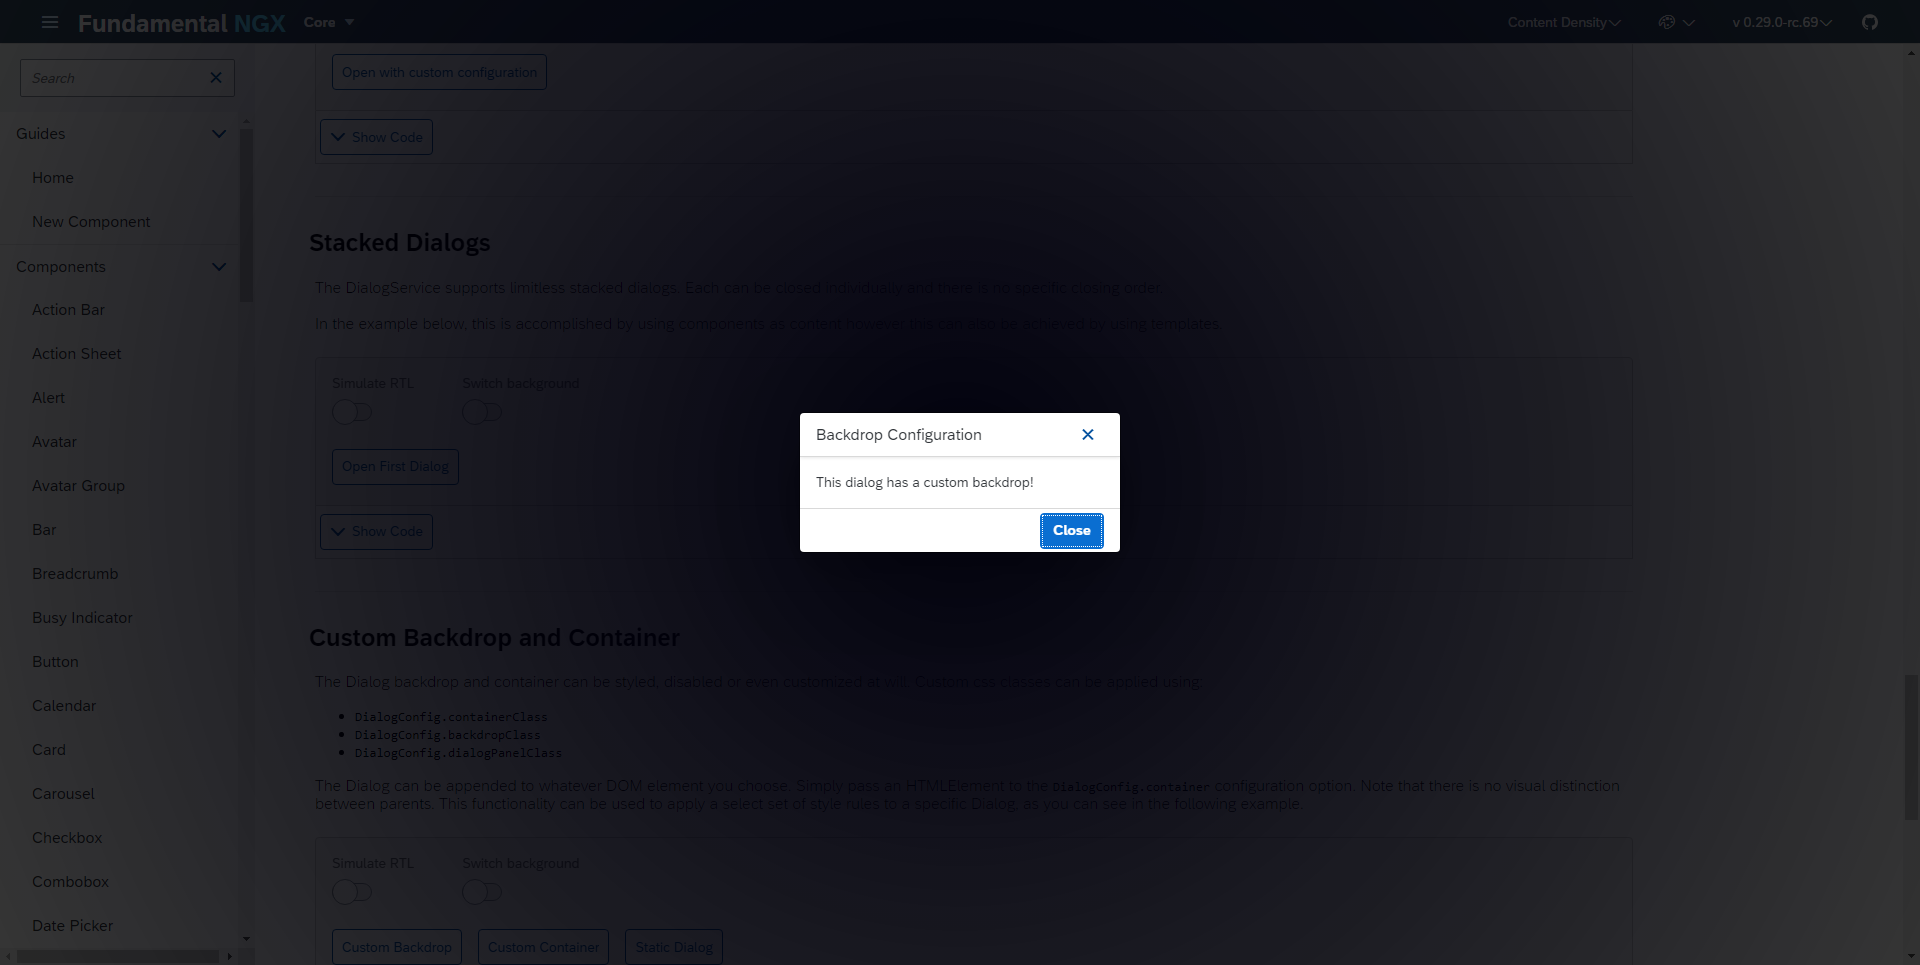 Fundamental NGX Core Content Density v 0.29.0-rc.69
Search
Guides
Home
New Component
Components
Action Bar
Action Sheet
Alert
Avatar
Avatar Group
Bar
Breadcrumb
Busy Indicator
Button
Calendar
Card
Carousel
Checkbox
Combobox
Date Picker
Open with custom configuration
Show Code
Stacked Dialogs
The DialogService supports limitless stacked dialogs. Each can be closed individually and there is no specific closing order.
In the example below, this is accomplished by using components as content however this can also be achieved by using templates.
Simulate RTL Switch background
Open First Dialog
Show Code
Backdrop Configuration
This dialog has a custom backdrop!
Close
Custom Backdrop and Container
The Dialog backdrop and container can be styled, disabled or even customized at will. Custom css classes can be applied using:
DialogConfig.containerClass
DialogConfig.backdropClass
DialogConfig.dialogPanelClass
The Dialog can be appended to whatever DOM element you choose. Simply pass an HTMLElement to the DialogConfig.container configuration option. Note that there is no visual distinction
between parents. This functionality can be used to apply a select set of style rules to a specific Dialog, as you can see in the following example.
Simulate RTL Switch background
Custom Backdrop Custom Container Static Dialog